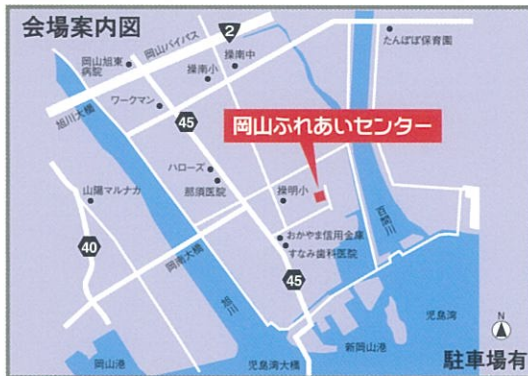 会場案内図
2
岡山バイパス
岡山旭東
病院
操南中
操南小
たんぽぽ保育園
ワークマン
旭川大橋
45
岡山ふれあいセンター
ハローズ
那須医院
操明小
山陽マルナカ
百間川
おかやま信用金庫
すなみ歯科医院
40
岡南大橋
45
旭川
児島湾
N
新岡山港
岡山港
児島湾大橋
駐車場有